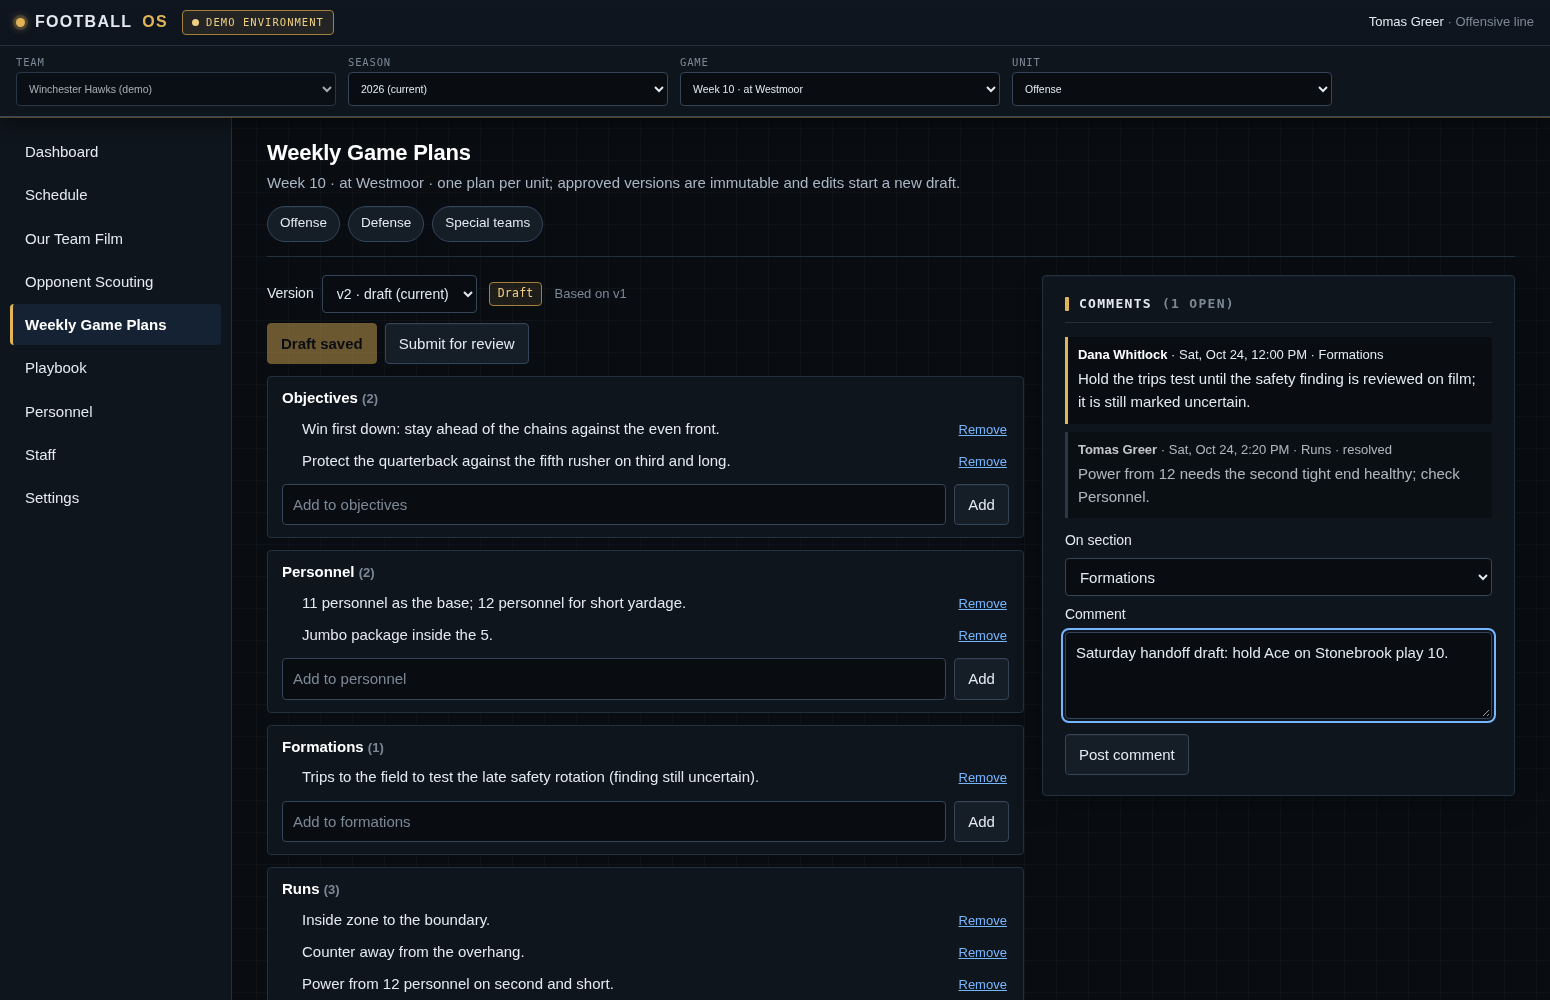 FOOTBALL OS
DEMO ENVIRONMENT
Tomas Greer · Offensive line
TEAM
SEASON
GAME
UNIT
Winchester Hawks (demo)
2026 (current)
Week 10 · at Westmoor
Offense
Dashboard
Schedule
Our Team Film
Opponent Scouting
Weekly Game Plans
Playbook
Personnel
Staff
Settings
Weekly Game Plans
Week 10 · at Westmoor · one plan per unit; approved versions are immutable and edits start a new draft.
Offense
Defense
Special teams
Version
v2 · draft (current)
Draft
Based on v1
Draft saved
Submit for review
Objectives (2)
Win first down: stay ahead of the chains against the even front.
Remove
Protect the quarterback against the fifth rusher on third and long.
Remove
Add to objectives
Add
Personnel (2)
11 personnel as the base; 12 personnel for short yardage.
Remove
Jumbo package inside the 5.
Remove
Add to personnel
Add
Formations (1)
Trips to the field to test the late safety rotation (finding still uncertain).
Remove
Add to formations
Add
Runs (3)
Inside zone to the boundary.
Remove
Counter away from the overhang.
Remove
Power from 12 personnel on second and short.
Remove
COMMENTS (1 OPEN)
Dana Whitlock · Sat, Oct 24, 12:00 PM · Formations
Hold the trips test until the safety finding is reviewed on film;
it is still marked uncertain.
Tomas Greer · Sat, Oct 24, 2:20 PM · Runs · resolved
Power from 12 needs the second tight end healthy; check
Personnel.
On section
Formations
Comment
Saturday handoff draft: hold Ace on Stonebrook play 10.
Post comment